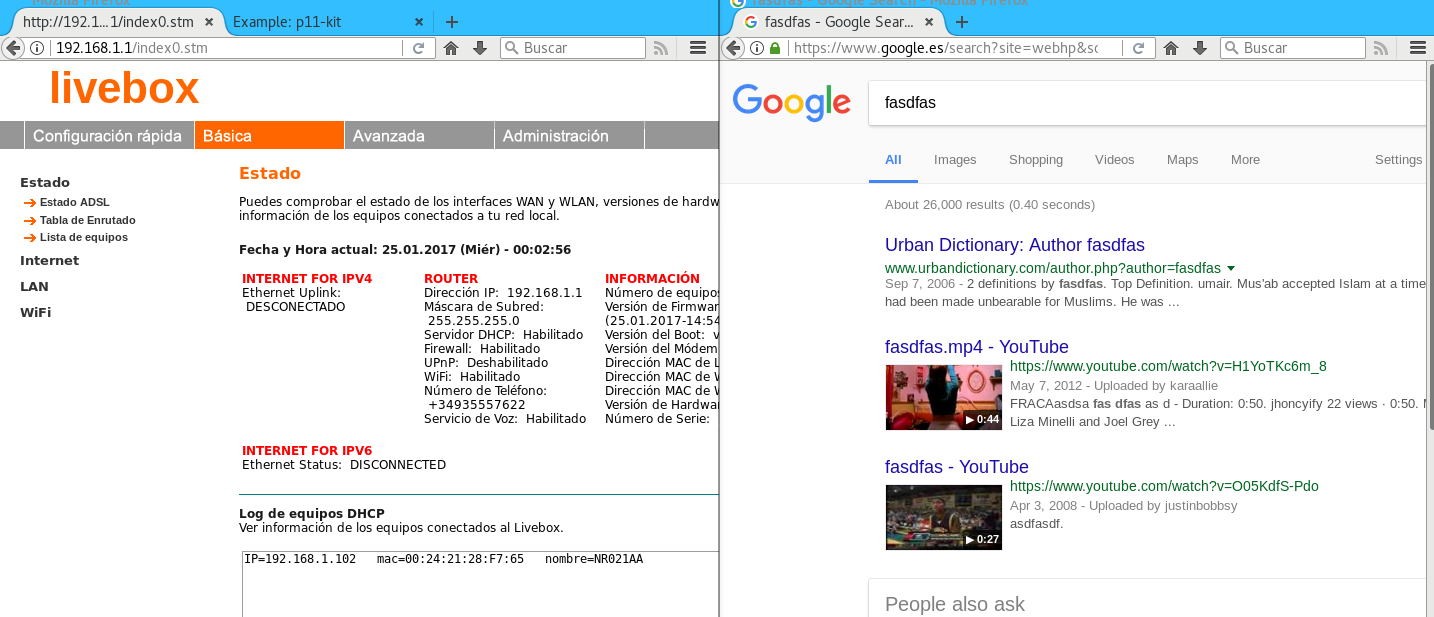 http://192.1...1/index0.stm
Example: p11-kit
192.168.1.1/index0.stm
Buscar
livebox
Configuración rápida
Básica
Avanzada
Administración
Estado
Estado ADSL
Tabla de Enrutado
Lista de equipos
Internet
LAN
WiFi
Estado
Puedes comprobar el estado de los interfaces WAN y WLAN, versiones de hardw
información de los equipos conectados a tu red local.
Fecha y Hora actual: 25.01.2017 (Miér) - 00:02:56
INTERNET FOR IPV4
Ethernet Uplink:
DESCONECTADO
ROUTER
Dirección IP: 192.168.1.1
Máscara de Subred:
255.255.255.0
Servidor DHCP: Habilitado
Firewall: Habilitado
UPnP: Deshabilitado
WiFi: Habilitado
Número de Teléfono:
+34935557622
Servicio de Voz: Habilitado
INFORMACIÓN
Número de equipos
Versión de Firmwar
(25.01.2017-14:54
Versión del Boot: v
Versión del Módem
Dirección MAC de L
Dirección MAC de W
Dirección MAC de W
Versión de Hardwar
Número de Serie:
INTERNET FOR IPV6
Ethernet Status: DISCONNECTED
Log de equipos DHCP
Ver información de los equipos conectados al Livebox.
IP=192.168.1.102 mac=00:24:21:28:F7:65 nombre=NR021AA
fasdfas - Google Search - Mozilla Firefox
fasdfas - Google Sear...
https://www.google.es/search?site=webhp&sc
Buscar
Google
fasdfas
All
Images
Shopping
Videos
Maps
More
Settings
About 26,000 results (0.40 seconds)
Urban Dictionary: Author fasdfas
www.urbandictionary.com/author.php?author=fasdfas
Sep 7, 2006 - 2 definitions by fasdfas. Top Definition. umair. Mus'ab accepted Islam at a time
had been made unbearable for Muslims. He was ...
fasdfas.mp4 - YouTube
https://www.youtube.com/watch?v=H1YoTKc6m_8
May 7, 2012 - Uploaded by karaallie
FRACAasdsa fas dfas as d - Duration: 0:50. jhoncyify 22 views · 0:50. M
Liza Minelli and Joel Grey ...
0:44
fasdfas - YouTube
https://www.youtube.com/watch?v=O05KdfS-Pdo
Apr 3, 2008 - Uploaded by justinbobbsy
asdfasdf.
0:27
People also ask